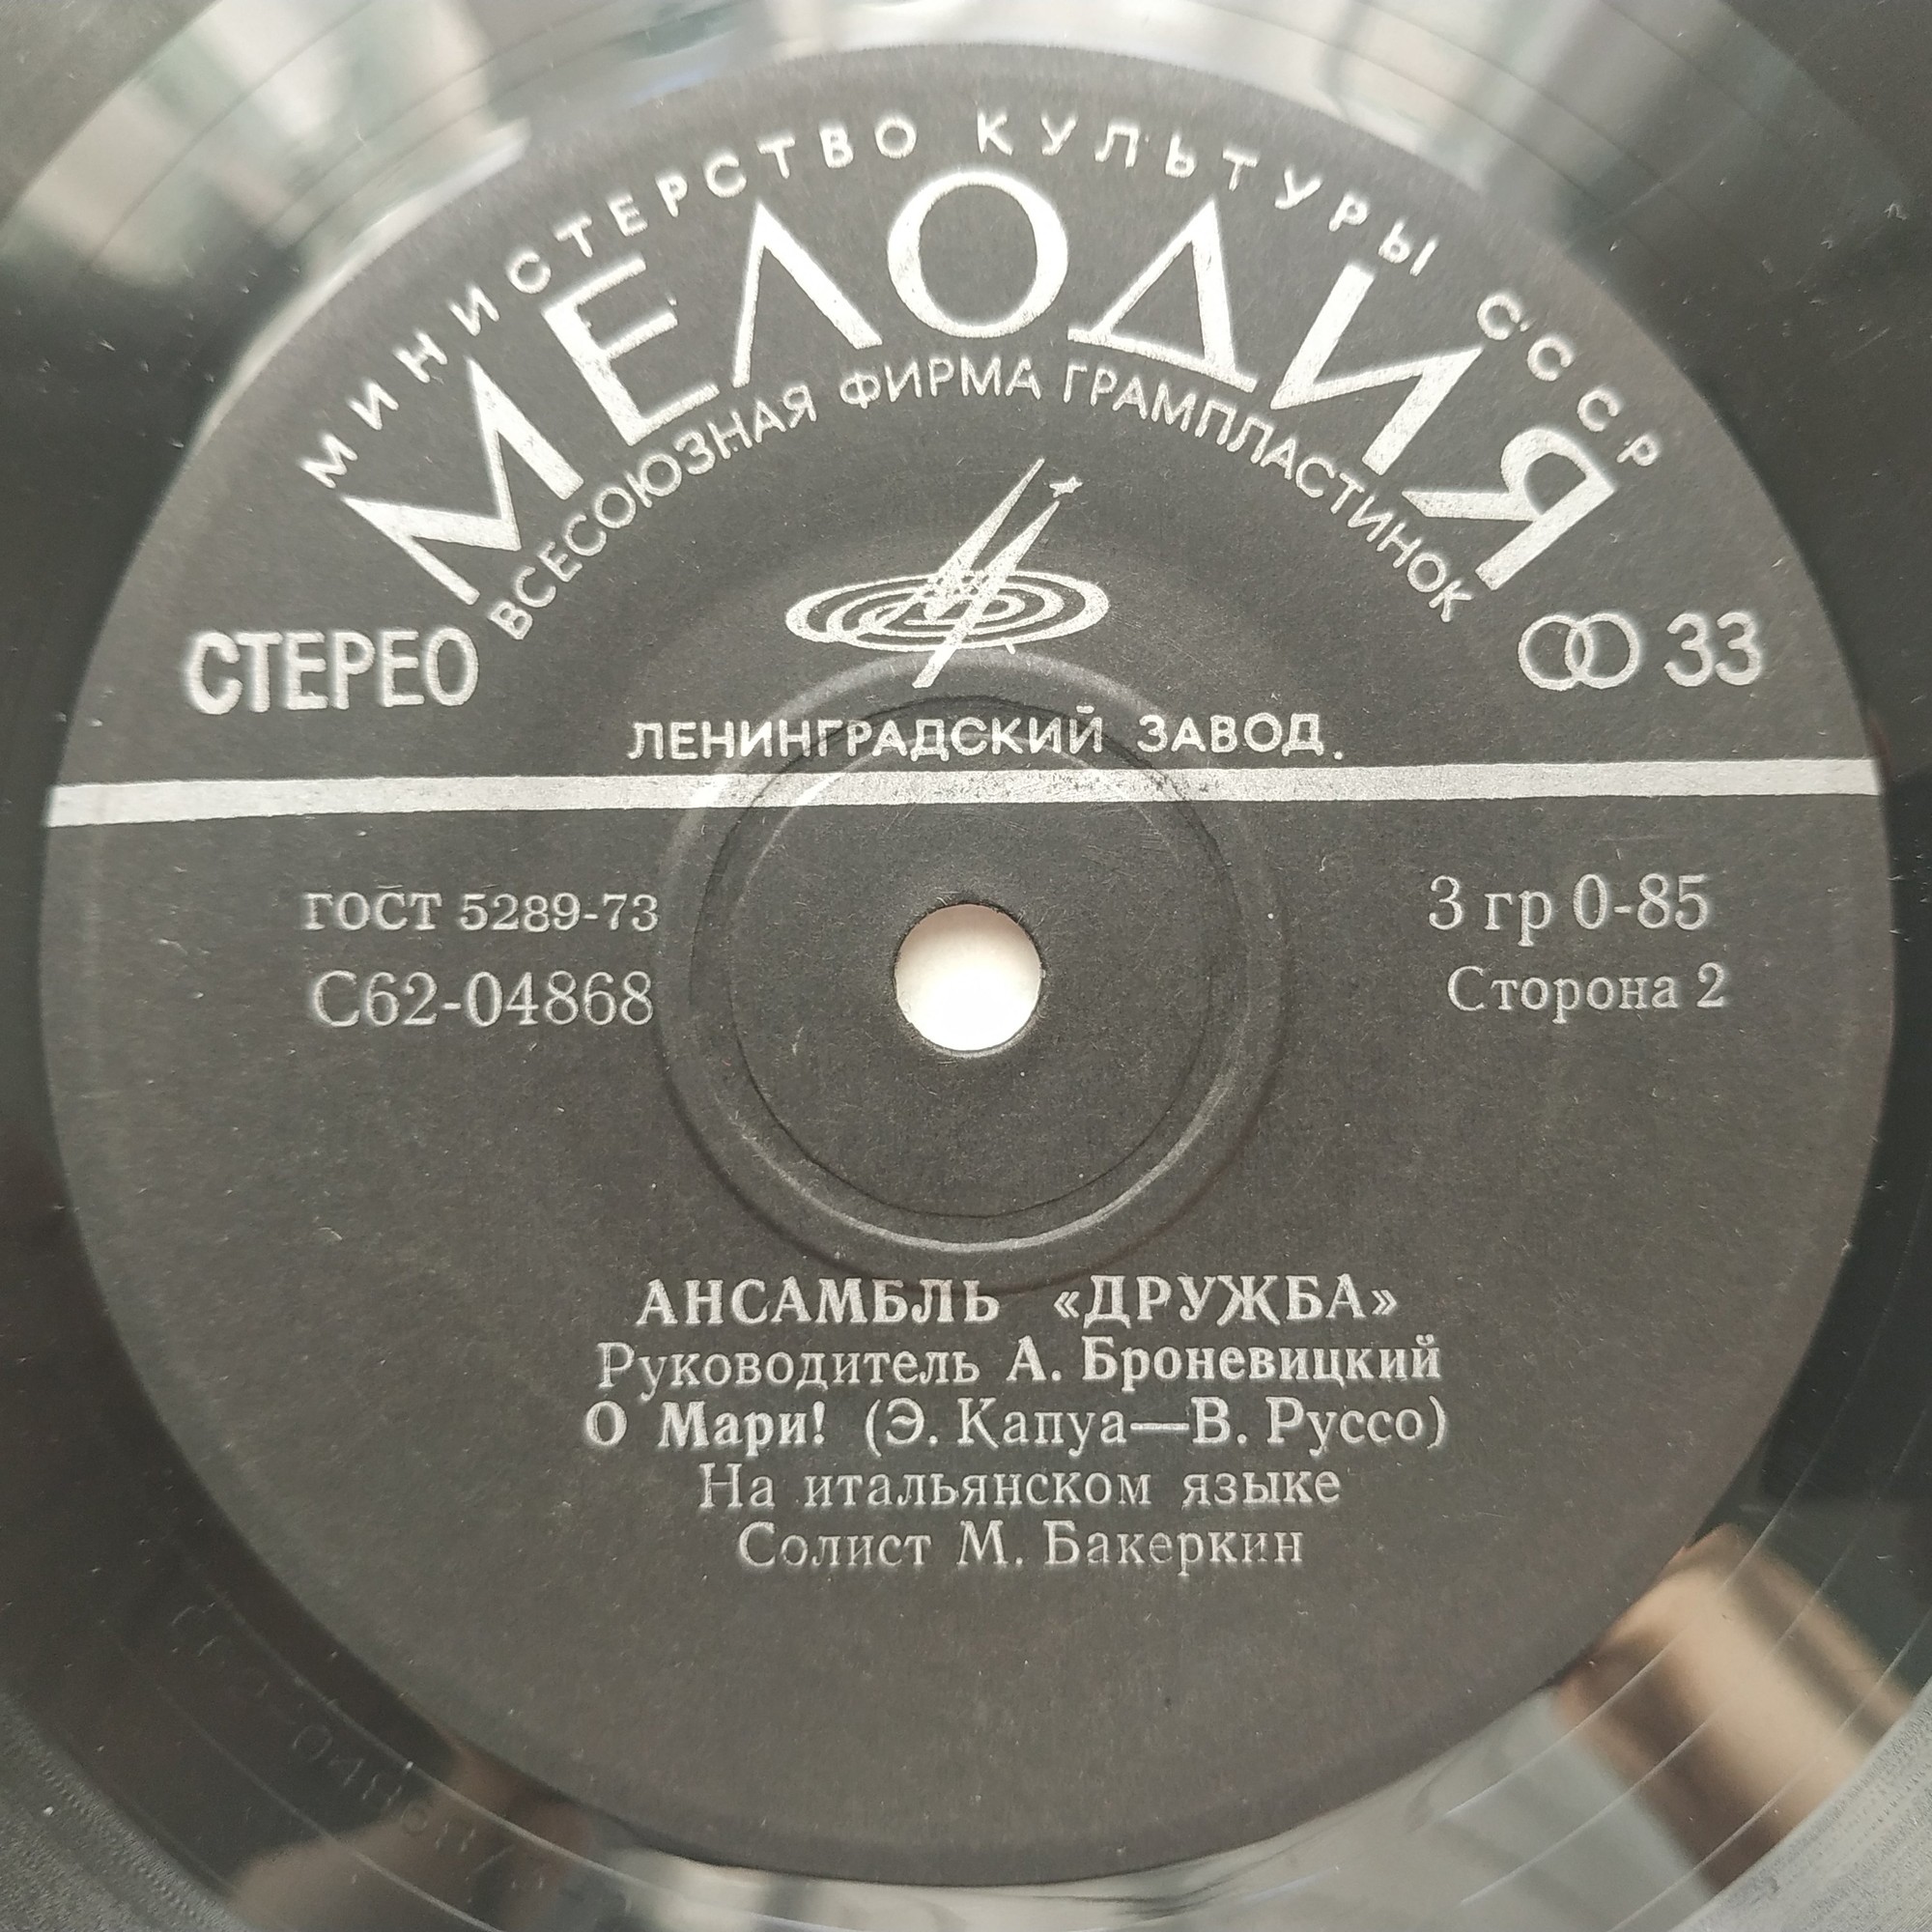 МИНИСТЕРСТВО КУЛЬТУРЫ СССР
МЕЛОДИЯ
ВСЕСОЮЗНАЯ ФИРМА ГРАМПЛАСТИНОК
СТЕРЕО
33
ЛЕНИНГРАДСКИЙ ЗАВОД.
ГОСТ 5289-73
3 гр 0-85
С62-04868
Сторона 2
АНСАМБЛЬ «ДРУЖБА»
Руководитель А. Броневицкий
О Мари! (Э. Капуа—В. Руссо)
На итальянском языке
Солист М. Бакеркин